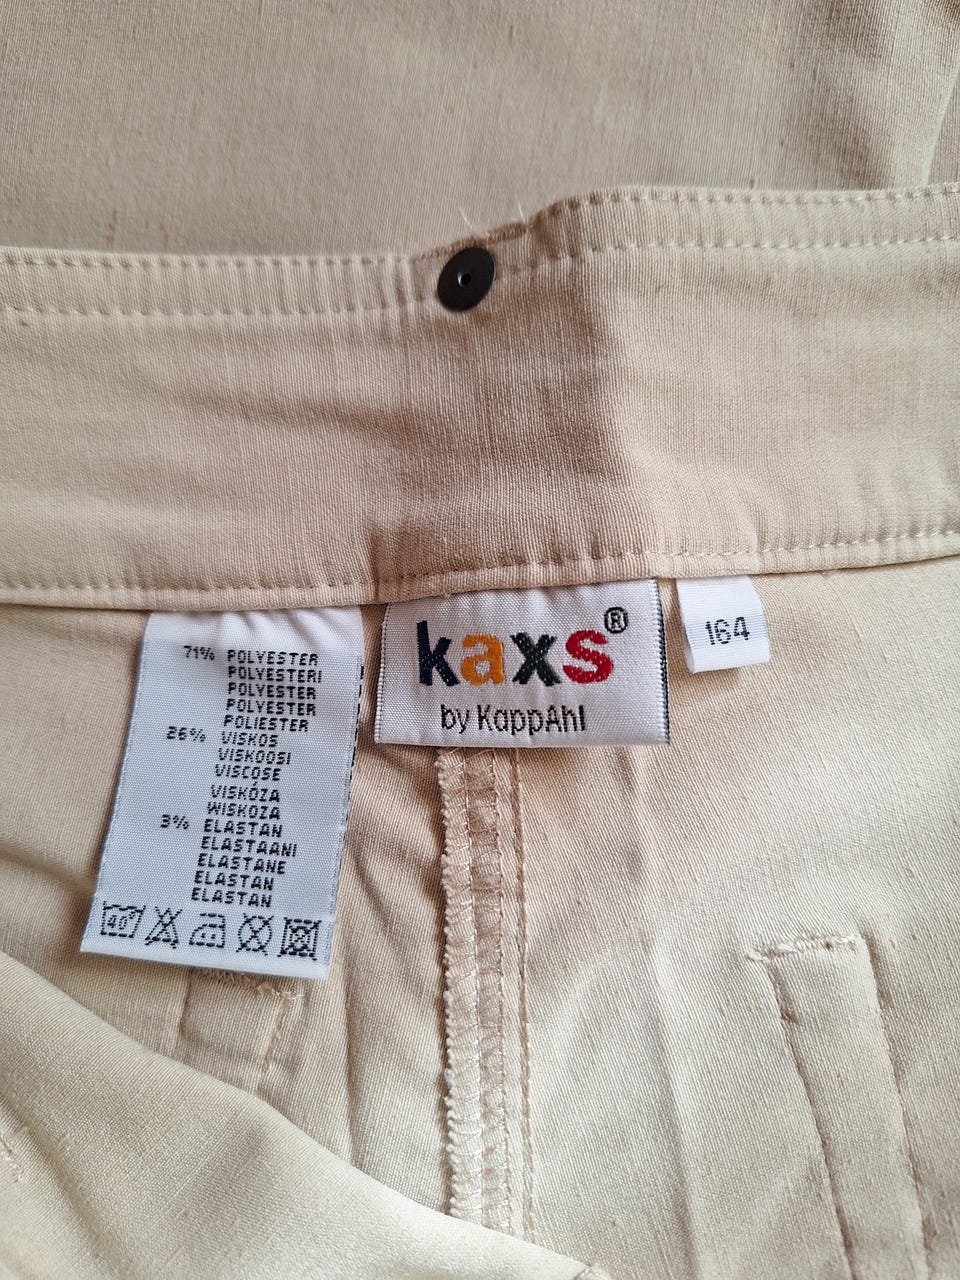 71% POLYESTER
POLYESTERI
POLYESTER
POLYESTER
POLIESTER
26% VISKOS
VISKOOSI
VISCOSE
VISKÓZA
WISKOZA
3% ELASTAN
ELASTAANI
ELASTANE
ELASTAN
ELASTAN
40°
kaxs®
by KappAhl
164